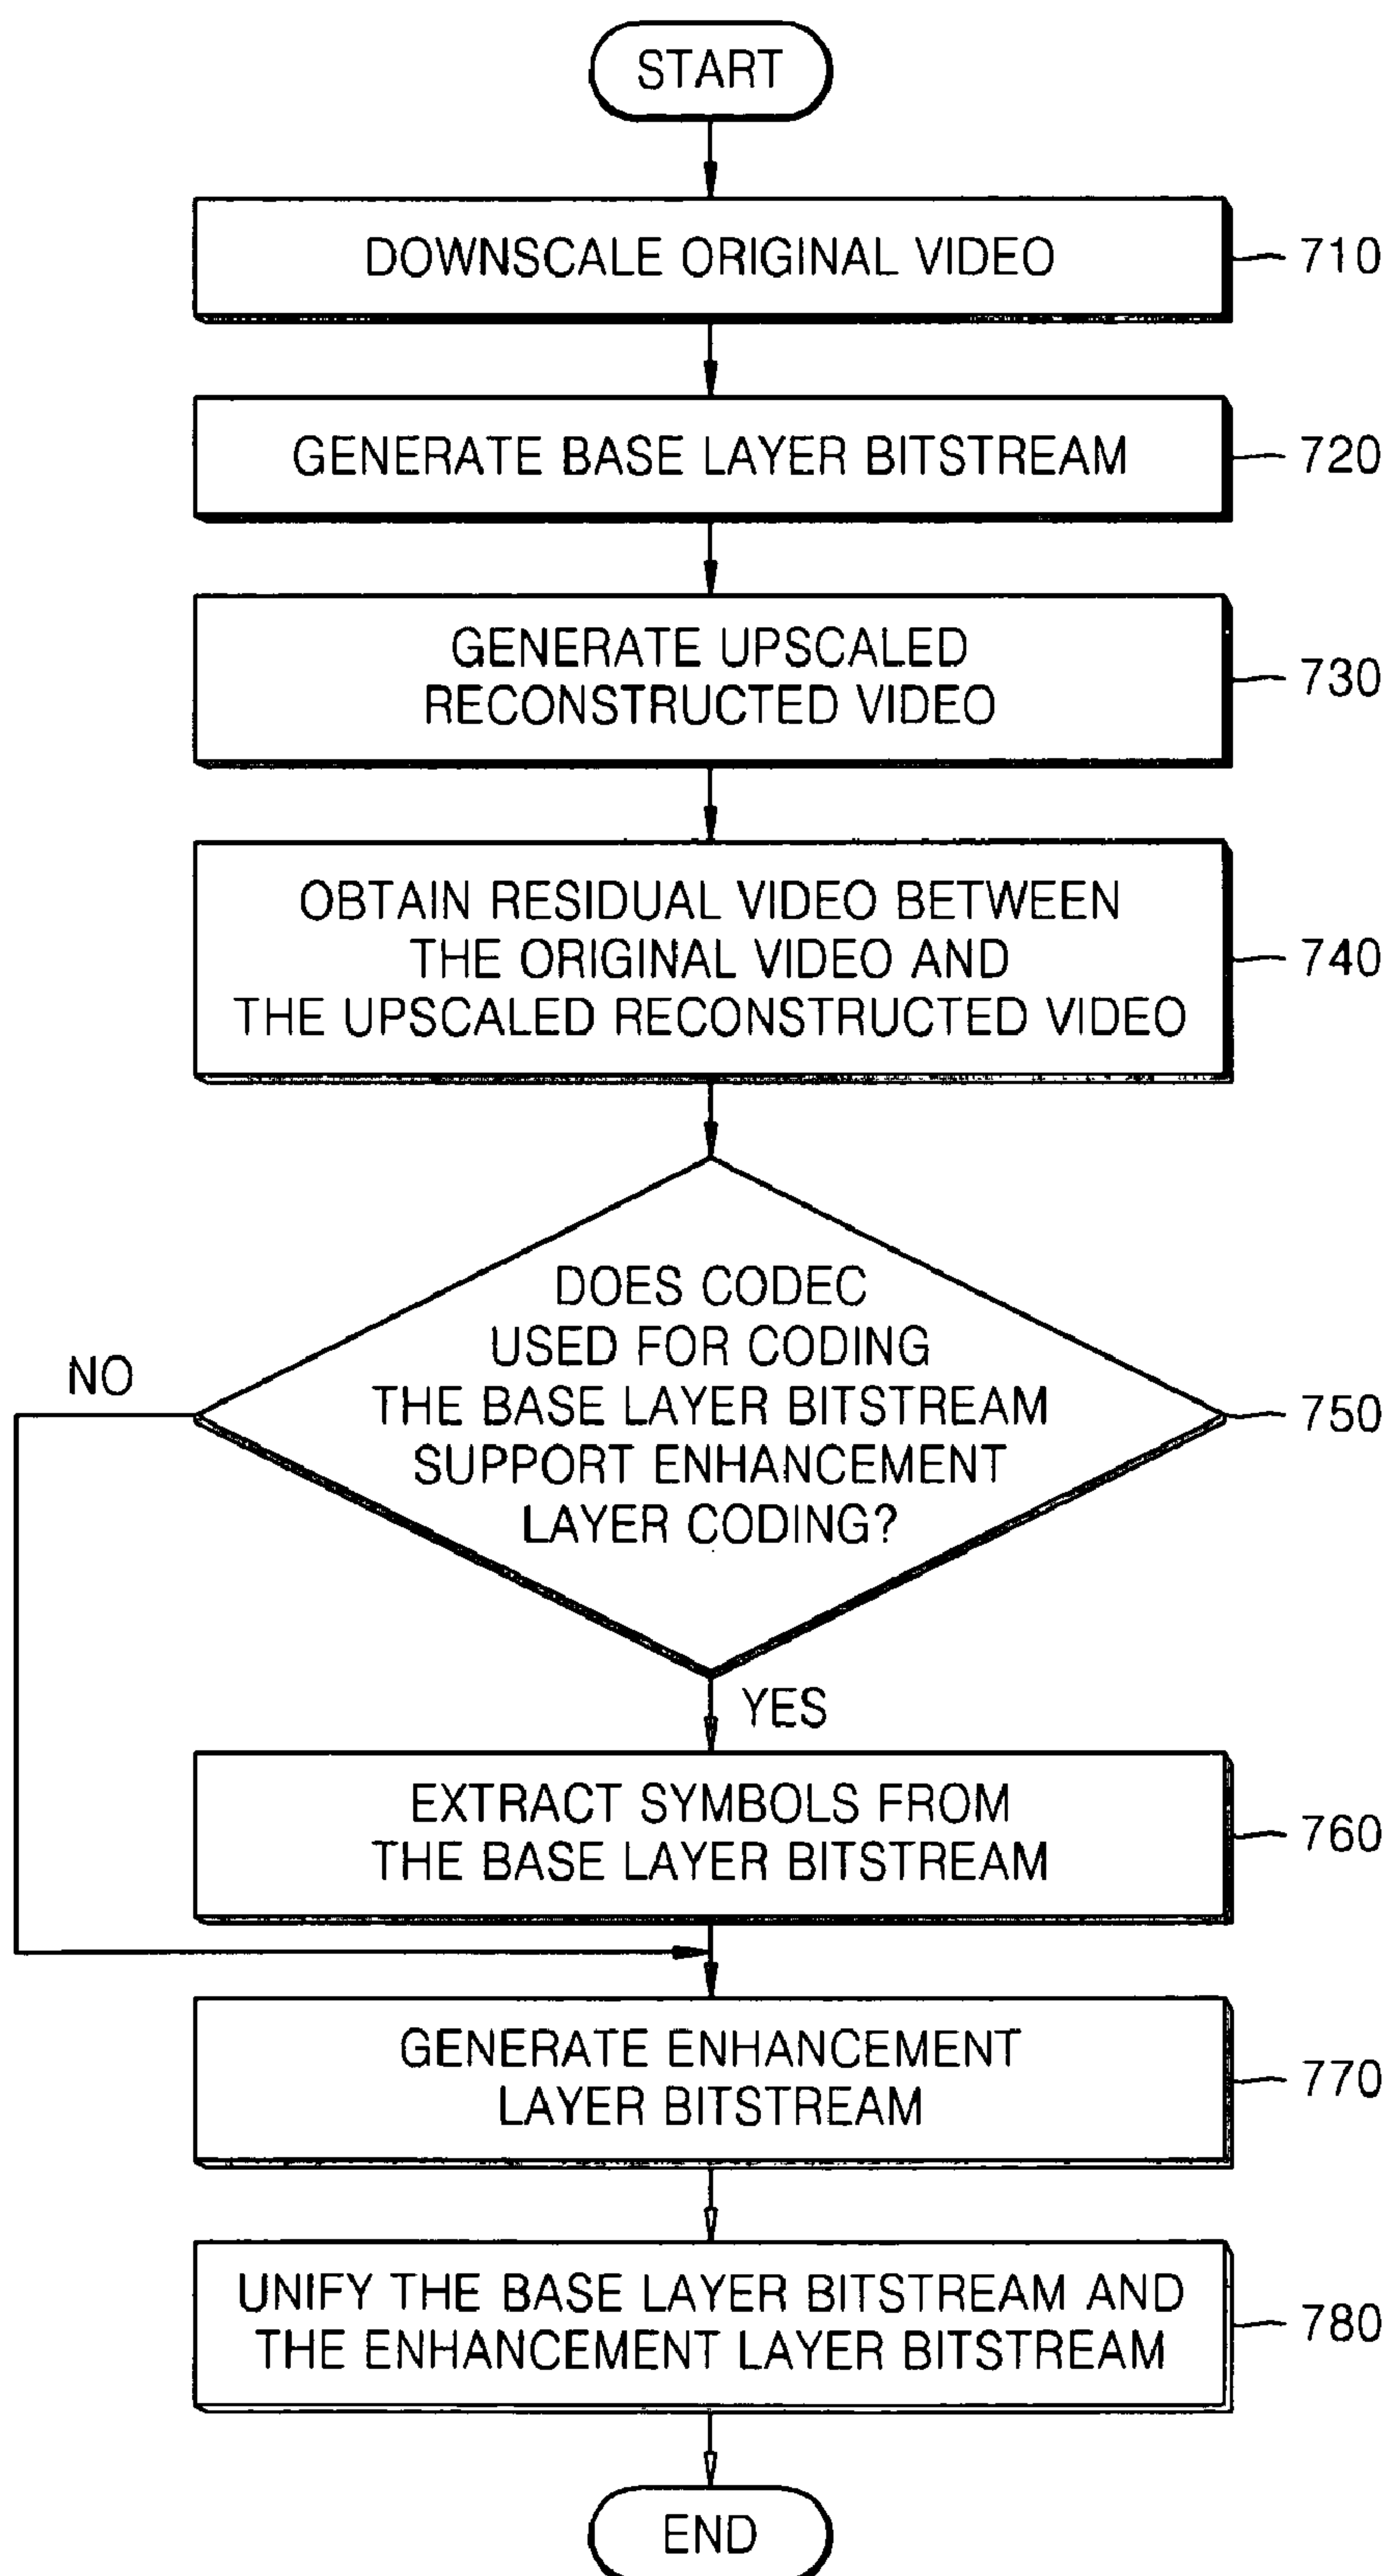 START
DOWNSCALE ORIGINAL VIDEO
710
GENERATE BASE LAYER BITSTREAM
720
GENERATE UPSCALED
RECONSTRUCTED VIDEO
730
OBTAIN RESIDUAL VIDEO BETWEEN
THE ORIGINAL VIDEO AND
THE UPSCALED RECONSTRUCTED VIDEO
740
DOES CODEC
USED FOR CODING
THE BASE LAYER BITSTREAM
SUPPORT ENHANCEMENT
LAYER CODING?
750
NO
YES
EXTRACT SYMBOLS FROM
THE BASE LAYER BITSTREAM
760
GENERATE ENHANCEMENT
LAYER BITSTREAM
770
UNIFY THE BASE LAYER BITSTREAM AND
THE ENHANCEMENT LAYER BITSTREAM
780
END